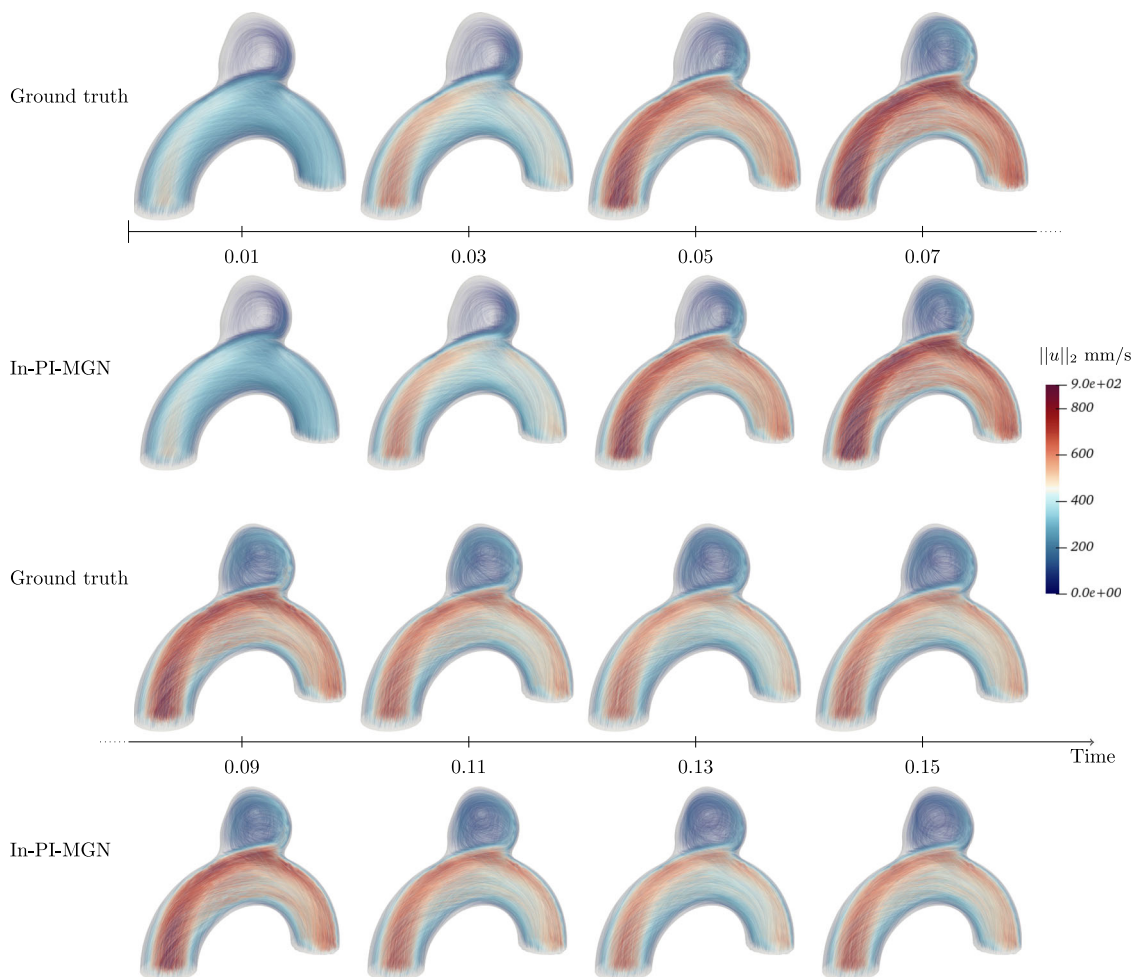 Ground truth
0.01 0.03 0.05 0.07
In-PI-MGN
||u||₂ mm/s
9.0e+02
800
600
400
200
0.0e+00
Ground truth
0.09 0.11 0.13 0.15
Time
In-PI-MGN